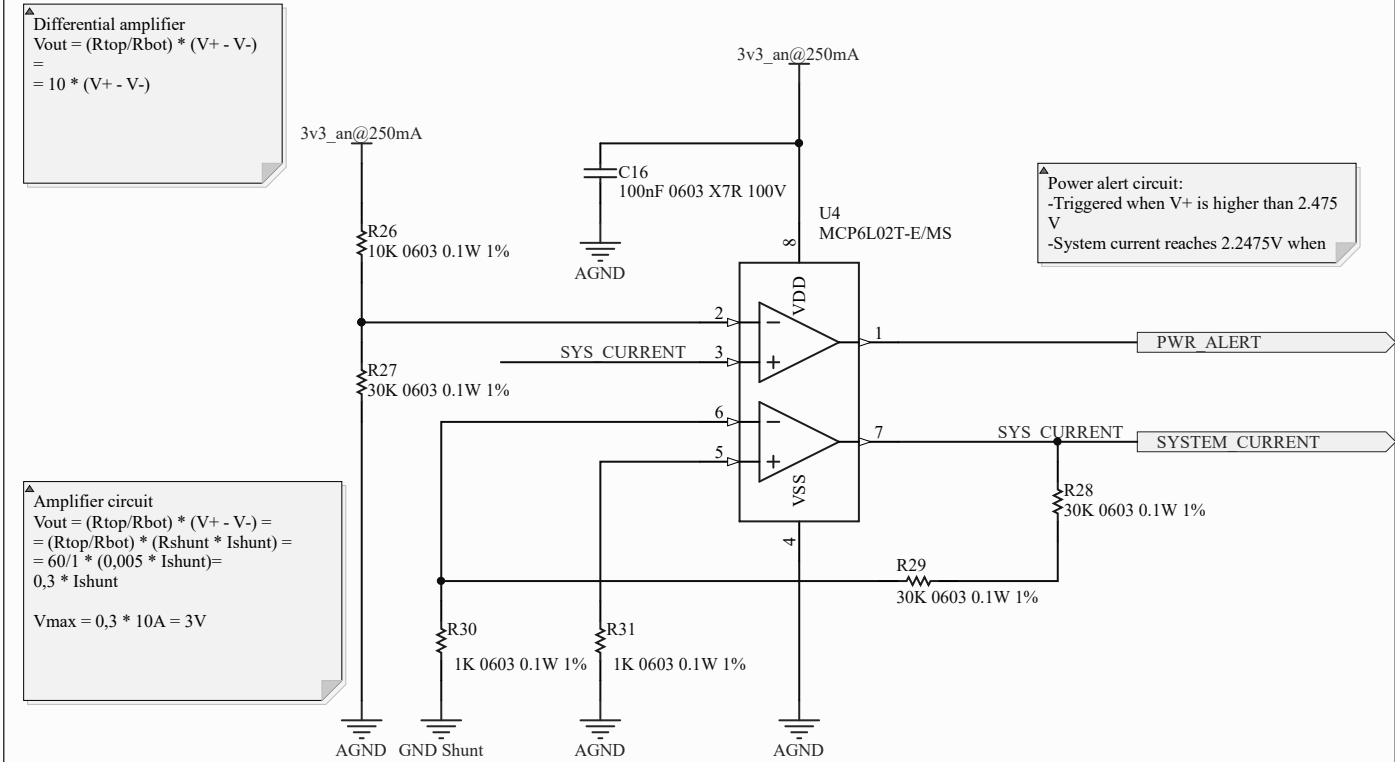 Differential amplifier
Vout = (Rtop/Rbot) * (V+ - V-)
=
= 10 * (V+ - V-)
3v3_an@250mA
3v3_an@250mA
C16
100nF 0603 X7R 100V
AGND
Power alert circuit:
-Triggered when V+ is higher than 2.475
V
-System current reaches 2.2475V when
U4
MCP6L02T-E/MS
R26
10K 0603 0.1W 1%
8
VDD
2
1
PWR_ALERT
SYS_CURRENT
3
R27
30K 0603 0.1W 1%
6
7
SYS_CURRENT
SYSTEM_CURRENT
5
VSS
4
R28
30K 0603 0.1W 1%
Amplifier circuit
Vout = (Rtop/Rbot) * (V+ - V-) =
= (Rtop/Rbot) * (Rshunt * Ishunt) =
= 60/1 * (0,005 * Ishunt)=
0,3 * Ishunt
Vmax = 0,3 * 10A = 3V
R29
30K 0603 0.1W 1%
R30
1K 0603 0.1W 1%
R31
1K 0603 0.1W 1%
AGND
GND Shunt
AGND
AGND